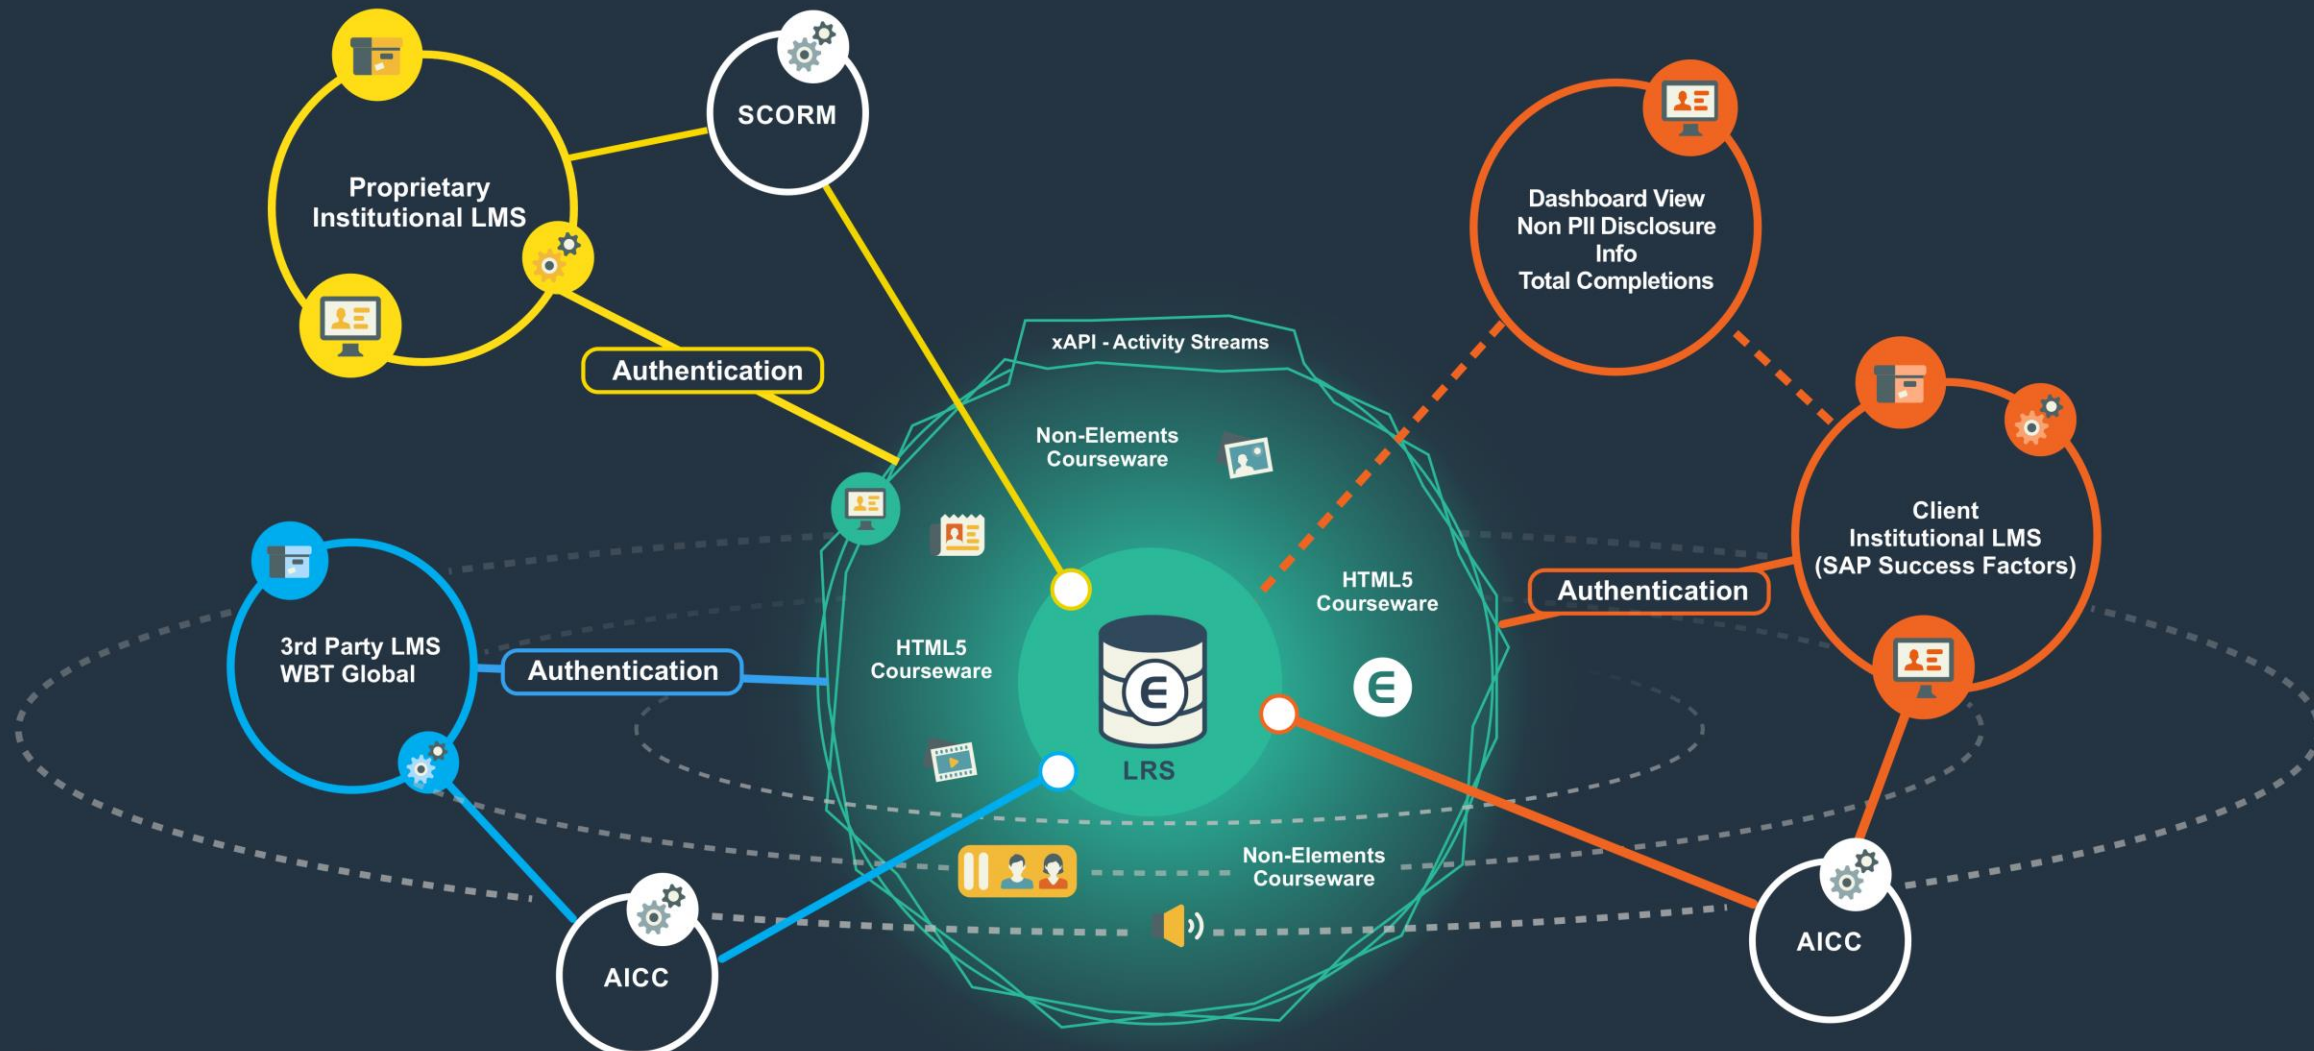 SCORM
Proprietary
Institutional LMS
Dashboard View
Non PII Disclosure
Info
Total Completions
xAPI - Activity Streams
Authentication
Non-Elements
Courseware
Client
Institutional LMS
(SAP Success Factors)
HTML5
Courseware
Authentication
3rd Party LMS
WBT Global
Authentication
HTML5
Courseware
E
E
LRS
Non-Elements
Courseware
AICC
AICC